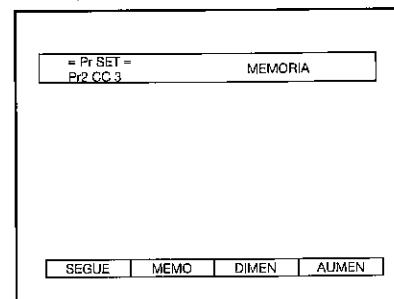 = Pr SET =
Pr2 CC 3
MEMORIA
SEGUE MEMO DIMEN AUMEN